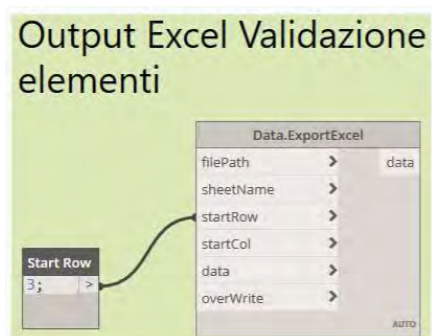 Output Excel Validazione
elementi
Data.ExportExcel
filePath >
data
sheetName >
startRow >
startCol >
data >
overWrite >
AUTO
Start Row
3; >